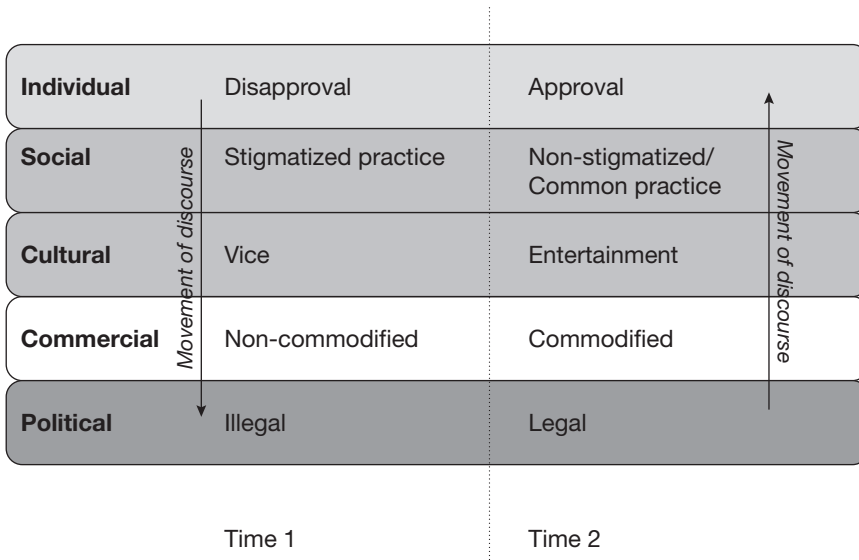 Individual Disapproval Approval
Social Stigmatized practice Non-stigmatized/
Common practice
Cultural Vice Entertainment
Commercial Non-commodified Commodified
Political Illegal Legal
Movement of discourse
Movement of discourse
Time 1 Time 2